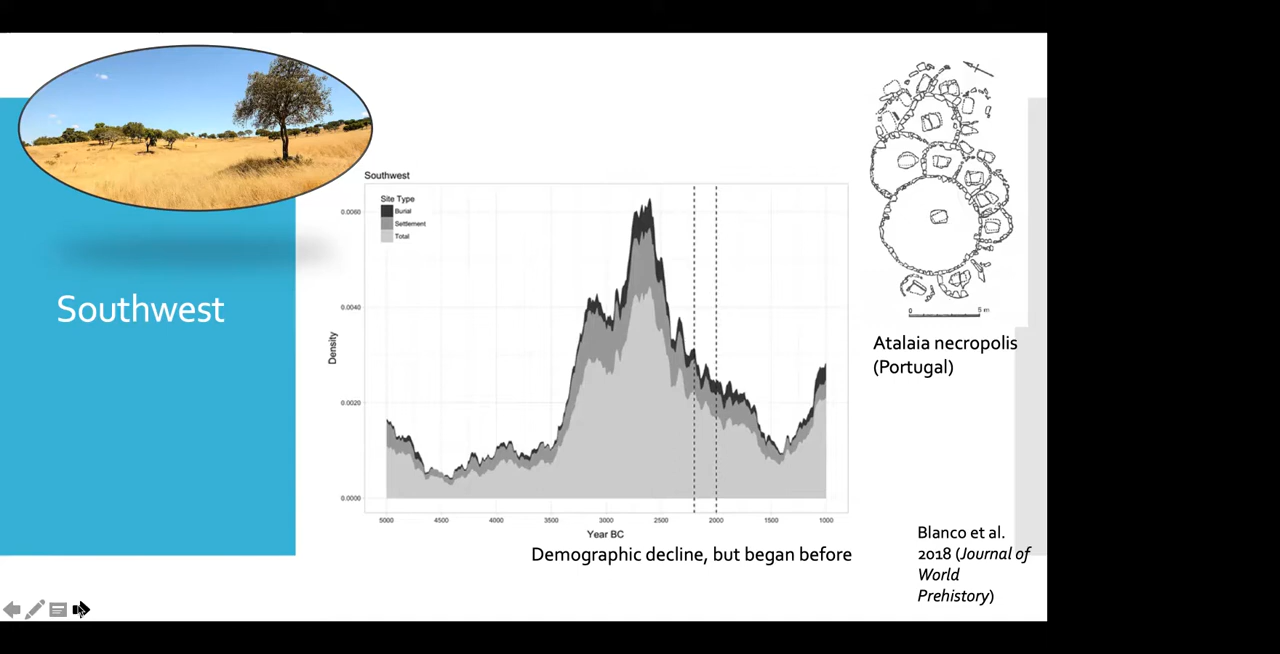 Southwest
Southwest
Site Type
Burial
Settlement
Total
Density
0.0060
0.0040
0.0020
0.0000
5000 4500 4000 3500 3000 2500 2000 1500 1000
Year BC
Demographic decline, but began before
0 5 m
Atalaia necropolis
(Portugal)
Blanco et al.
2018 (Journal of
World
Prehistory)